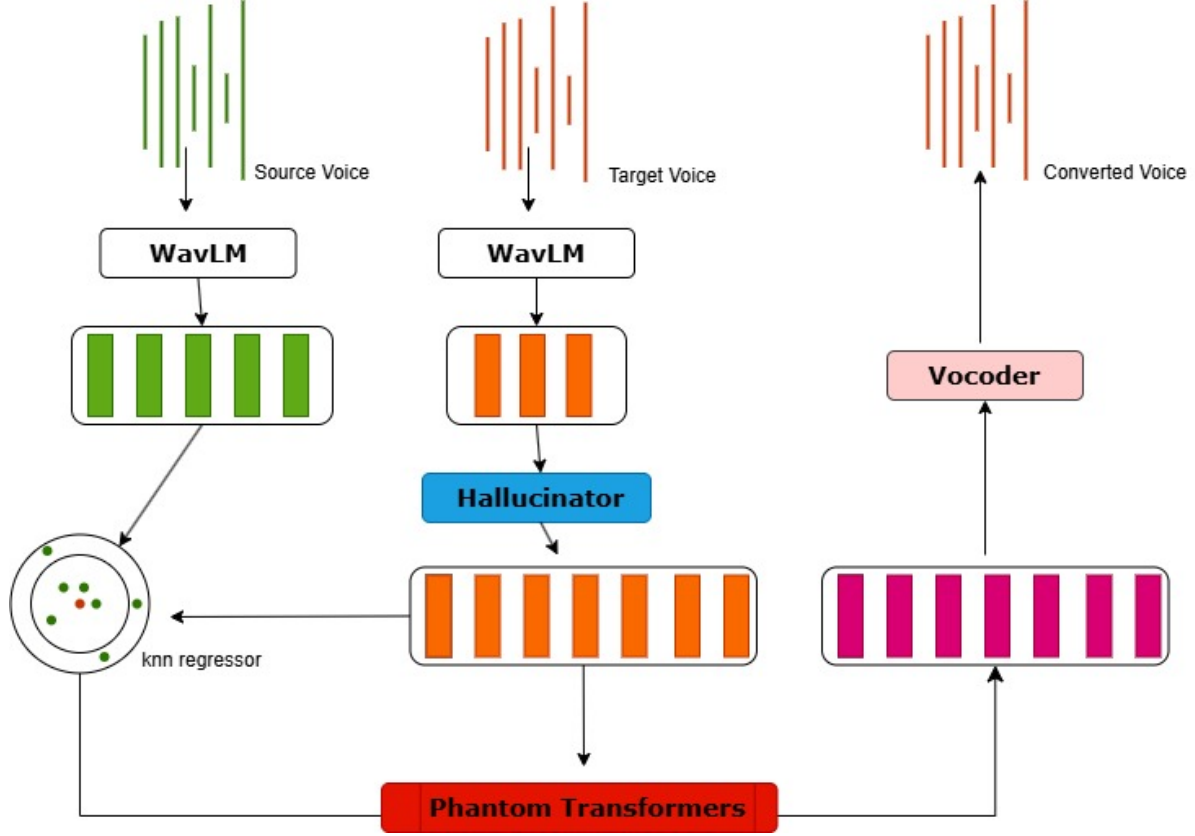 Source Voice
Target Voice
Converted Voice
WavLM
WavLM
Vocoder
Hallucinator
knn regressor
Phantom Transformers